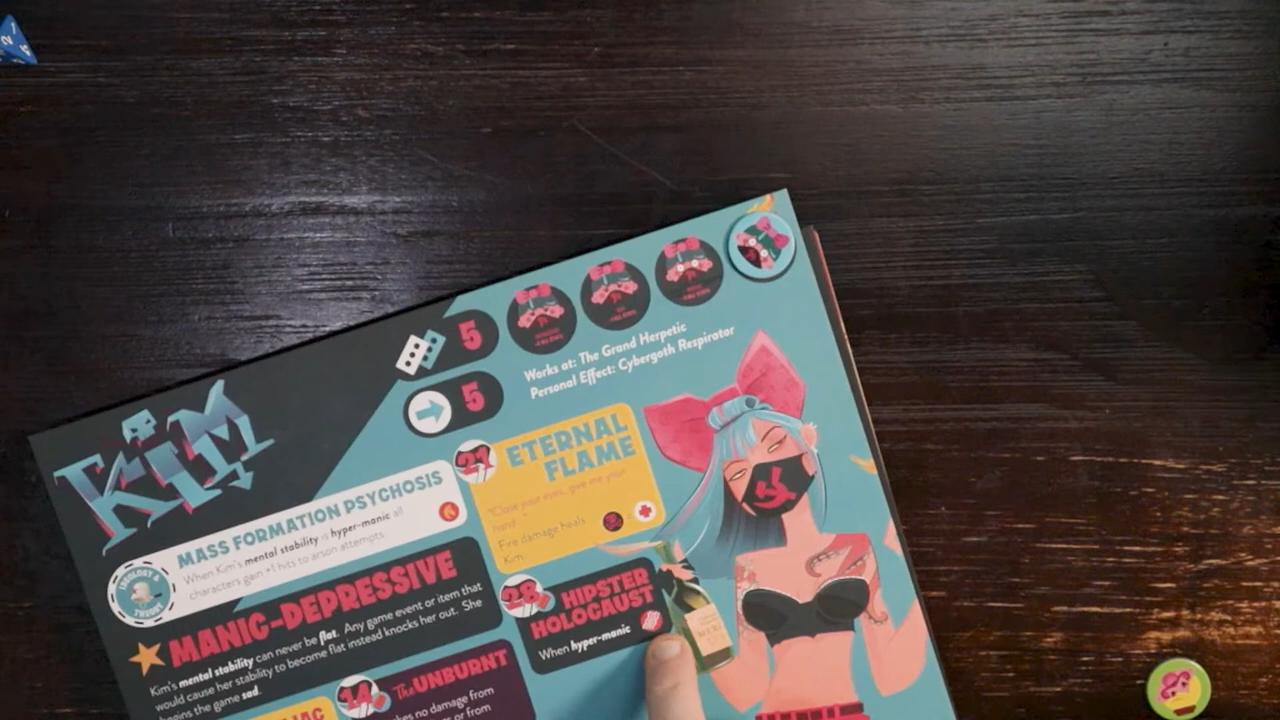 KiM
5
5
Works at: The Grand Herpetic
Personal Effect: Cybergoth Respirator
MASS FORMATION PSYCHOSIS
When Kim's mental stability is hyper-manic all
characters gain +1 hits to arson attempts.
THEORY
MANIC-DEPRESSIVE
Kim's mental stability can never be flat. Any game event or item that
would cause her stability to become flat instead knocks her out. She
begins the game sad.
21
ETERNAL
FLAME
"Close your eyes, give me your
hand..."
Fire damage heals
Kim.
28
HIPSTER
HOLOCAUST
When hyper-manic
14
The UNBURNT
no damage from
or from